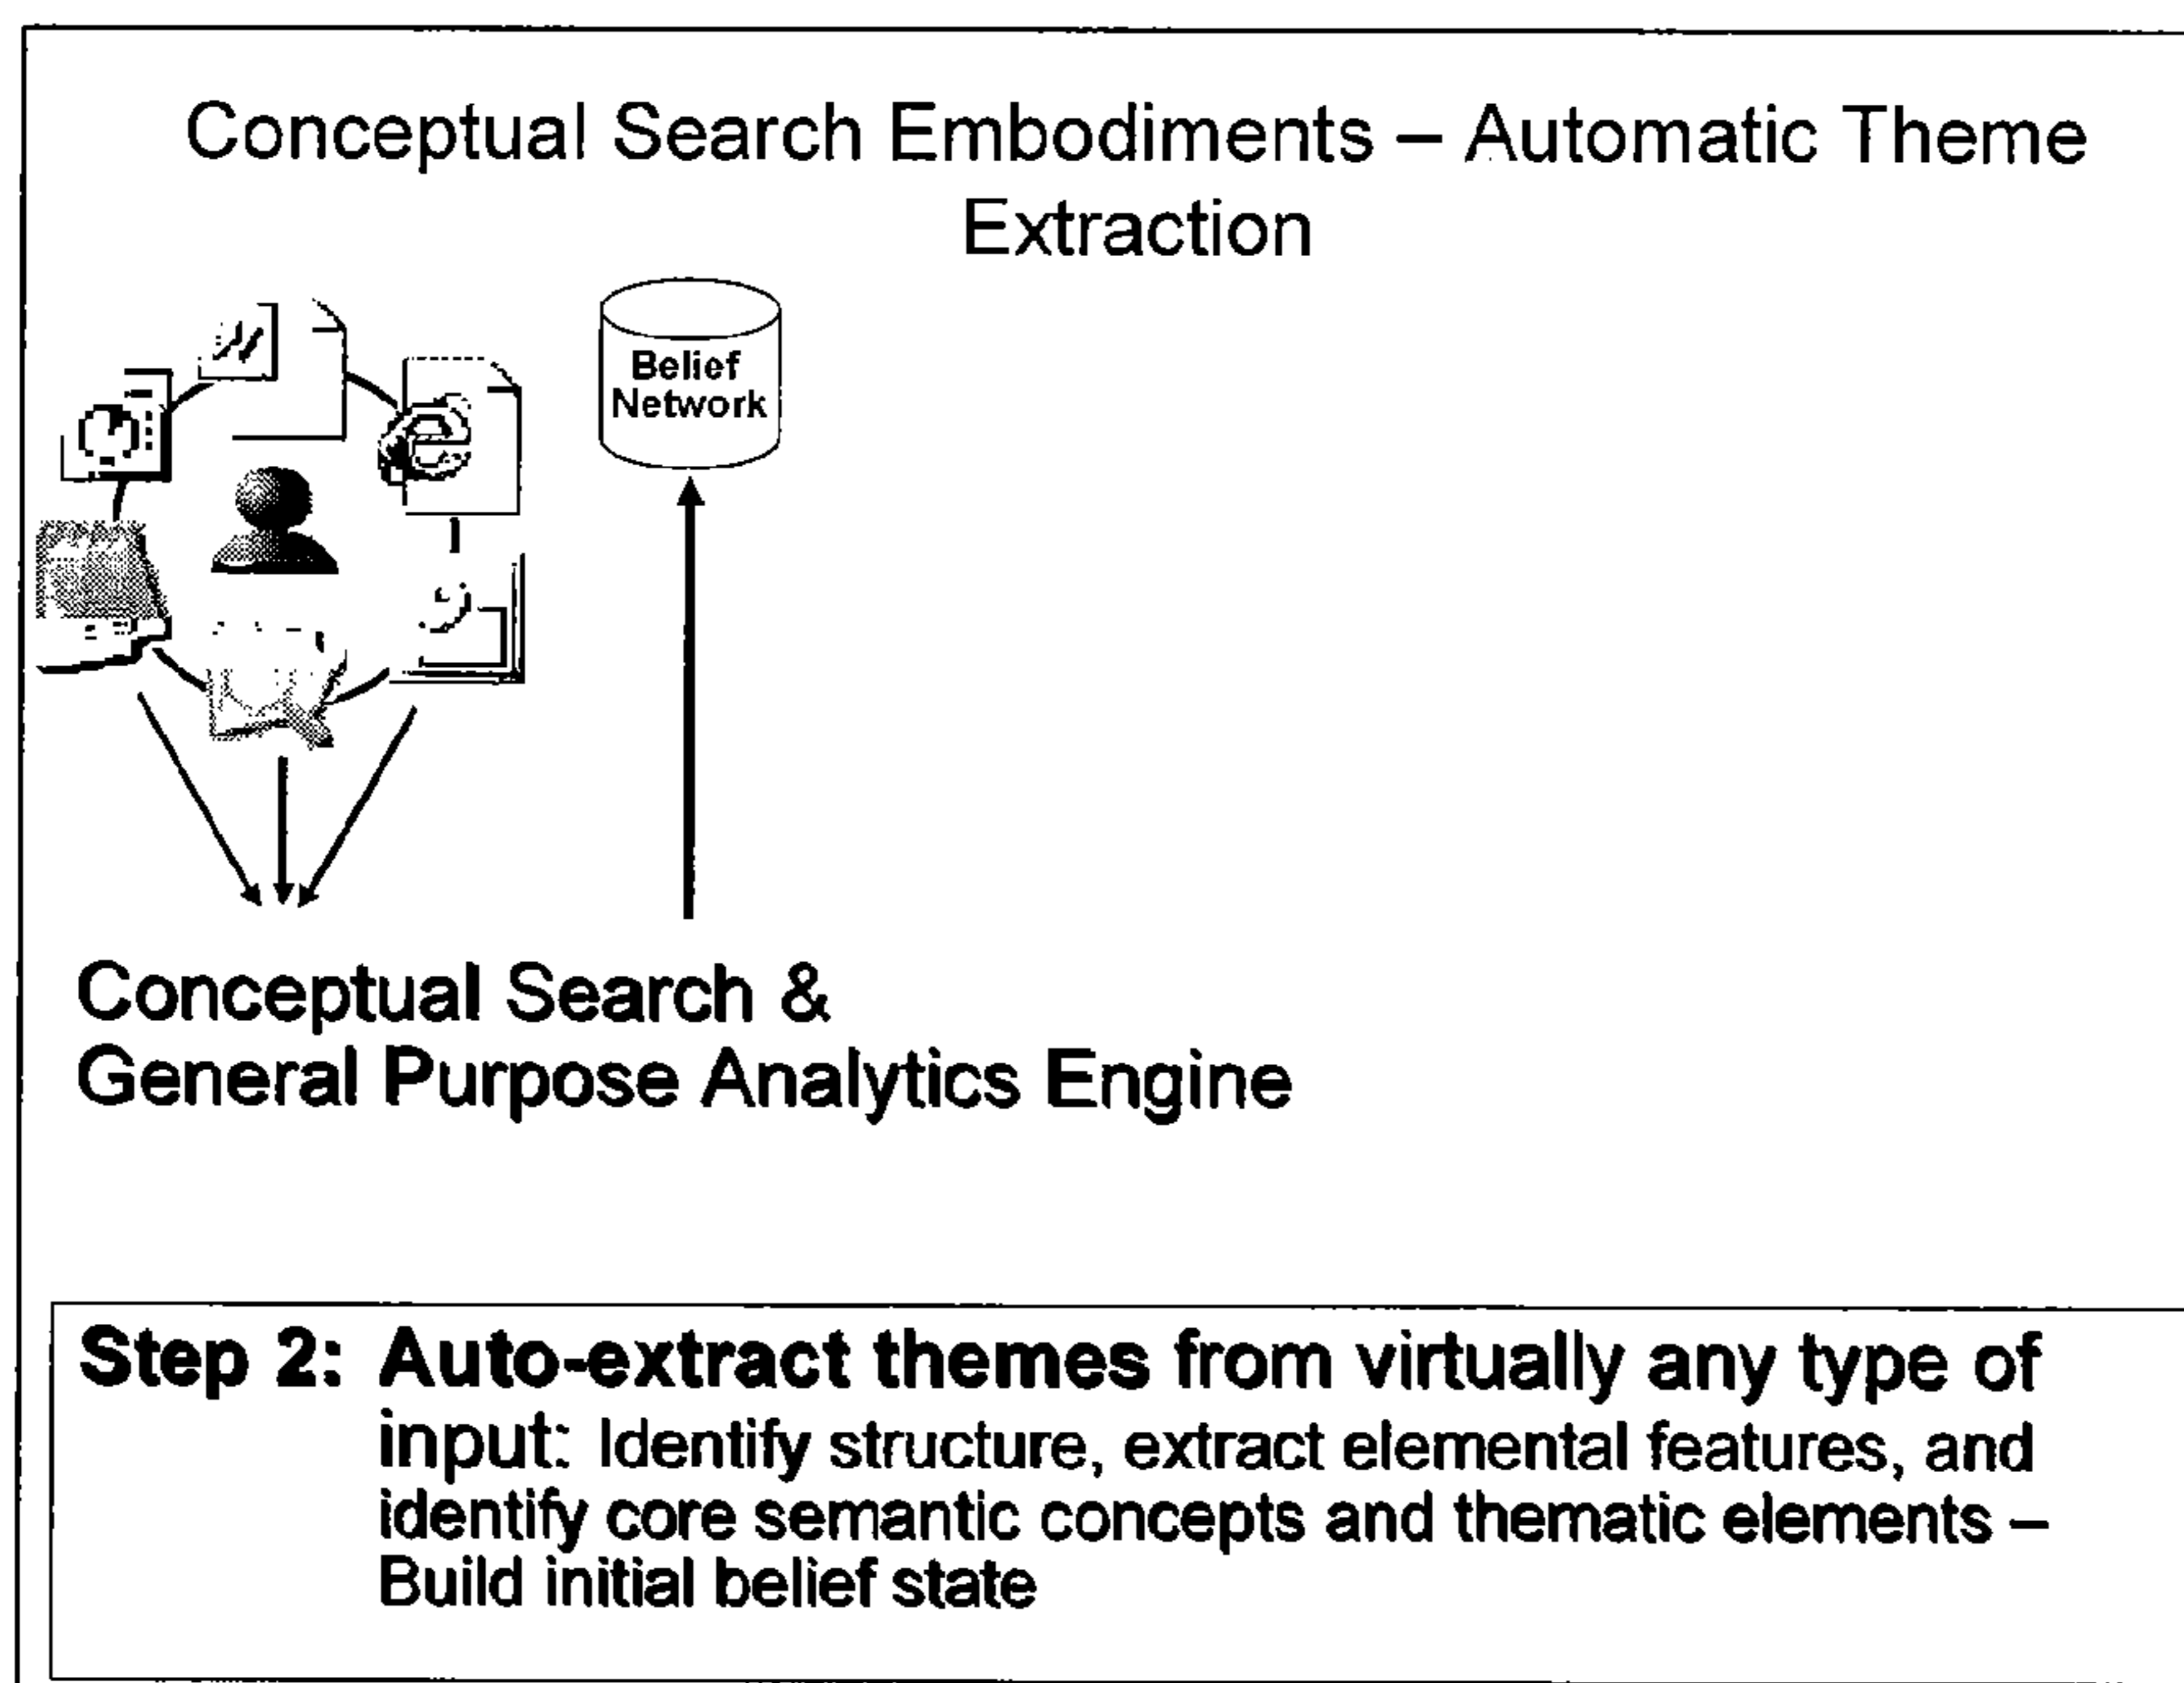 Conceptual Search Embodiments – Automatic Theme
Extraction
Belief
Network
Conceptual Search &
General Purpose Analytics Engine
Step 2: Auto-extract themes from virtually any type of
input: Identify structure, extract elemental features, and
identify core semantic concepts and thematic elements –
Build initial belief state